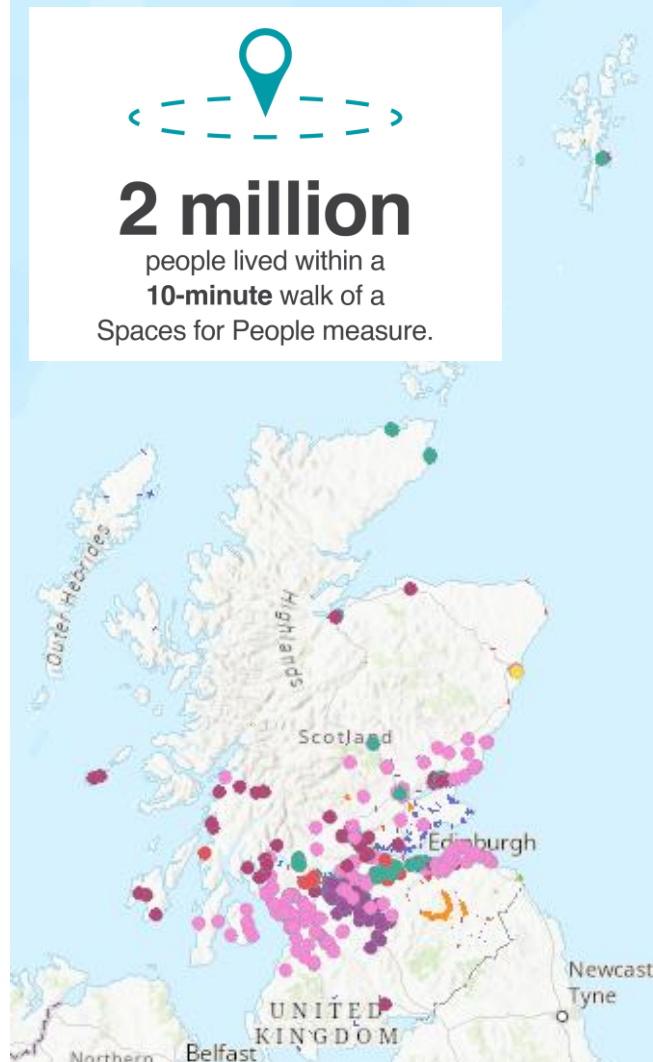 2 million
people lived within a
10-minute walk of a
Spaces for People measure.
Outer Hebrides
Highlands
Scotland
Edinburgh
Newcast
Tyne
UNITED
KINGDOM
Belfast
Northern